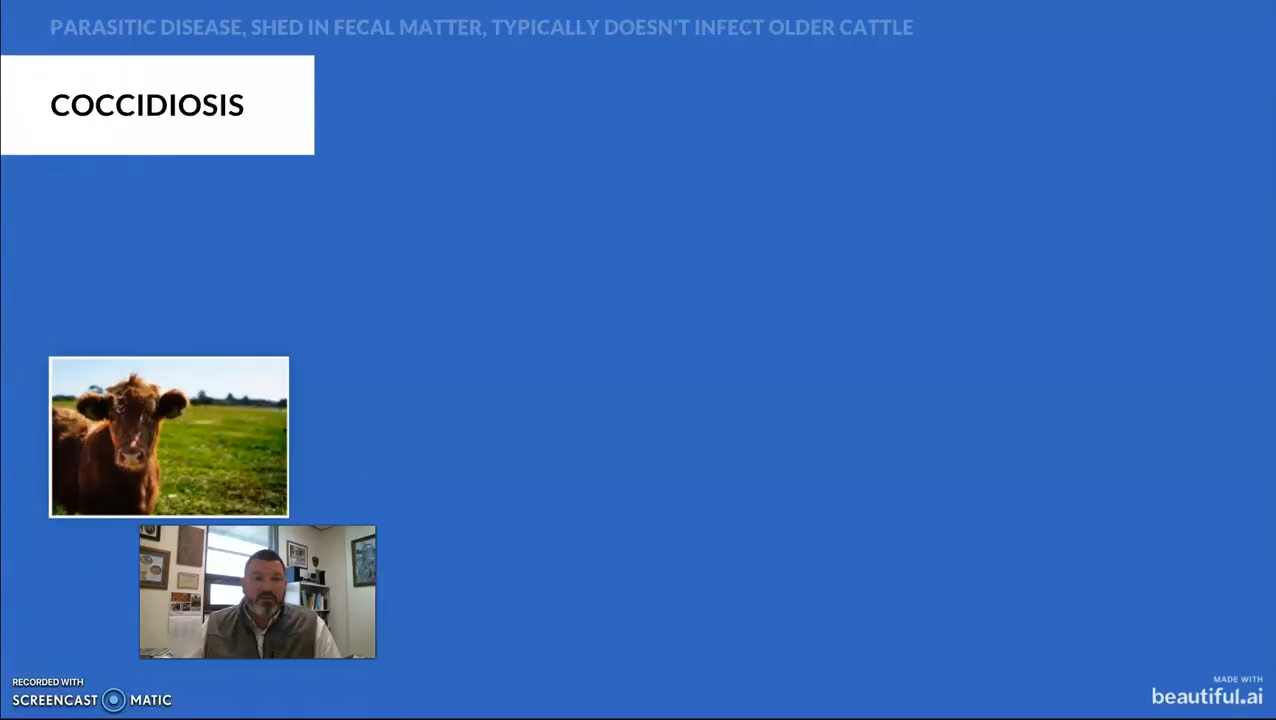 PARASITIC DISEASE, SHED IN FECAL MATTER, TYPICALLY DOESN'T INFECT OLDER CATTLE
COCCIDIOSIS
RECORDED WITH
SCREENCAST MATIC
MADE WITH
beautiful.ai